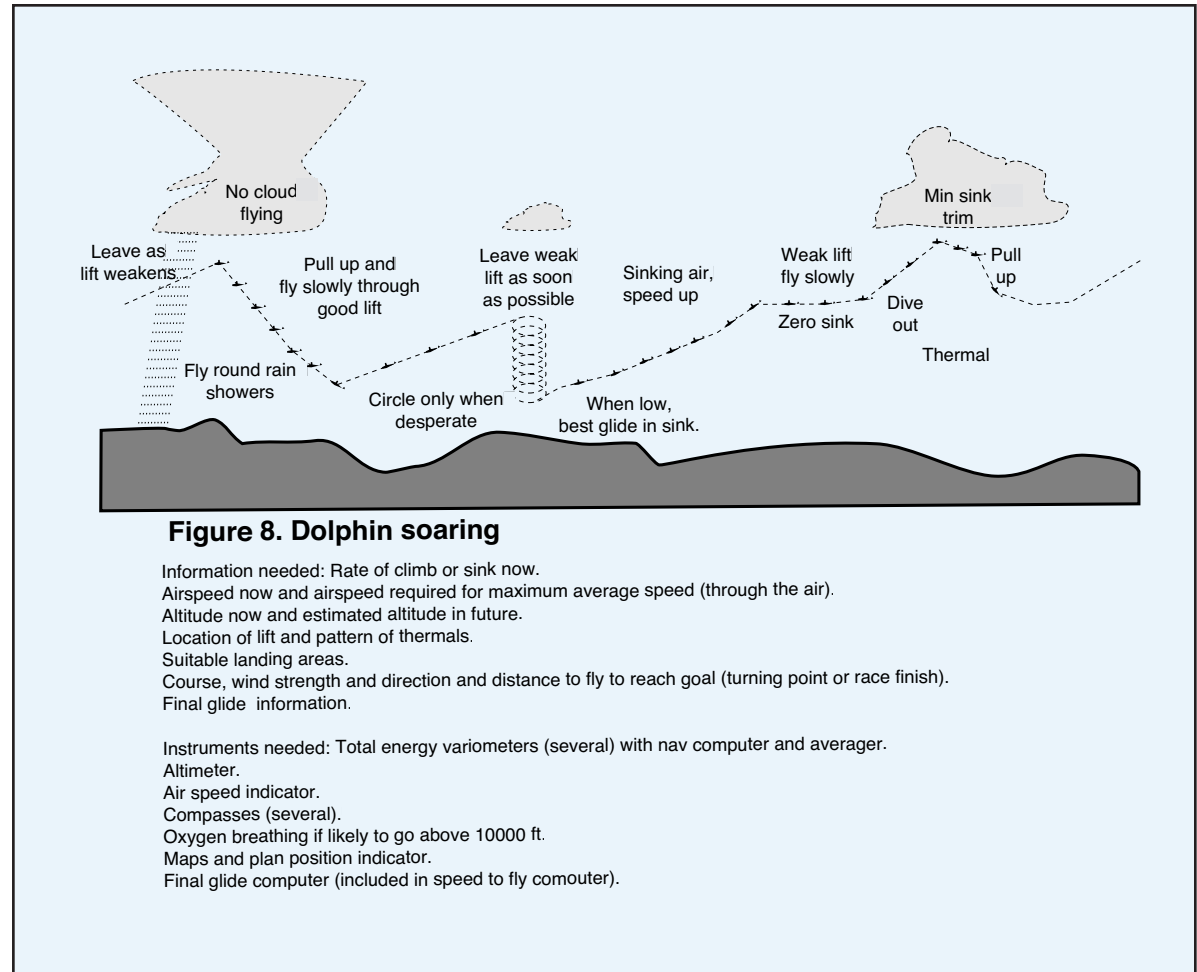 No cloud
flying
Min sink
trim
Leave as
lift weakens
Pull up and
fly slowly through
good lift
Leave weak
lift as soon
as possible
Sinking air,
speed up
Weak lift
fly slowly
Pull
up
Zero sink
Dive
out
Thermal
Fly round rain
showers
Circle only when
desperate
When low,
best glide in sink.
Figure 8. Dolphin soaring
Information needed: Rate of climb or sink now.
Airspeed now and airspeed required for maximum average speed (through the air).
Altitude now and estimated altitude in future.
Location of lift and pattern of thermals.
Suitable landing areas.
Course, wind strength and direction and distance to fly to reach goal (turning point or race finish).
Final glide information.
Instruments needed: Total energy variometers (several) with nav computer and averager.
Altimeter.
Air speed indicator.
Compasses (several).
Oxygen breathing if likely to go above 10000 ft.
Maps and plan position indicator.
Final glide computer (included in speed to fly comouter).